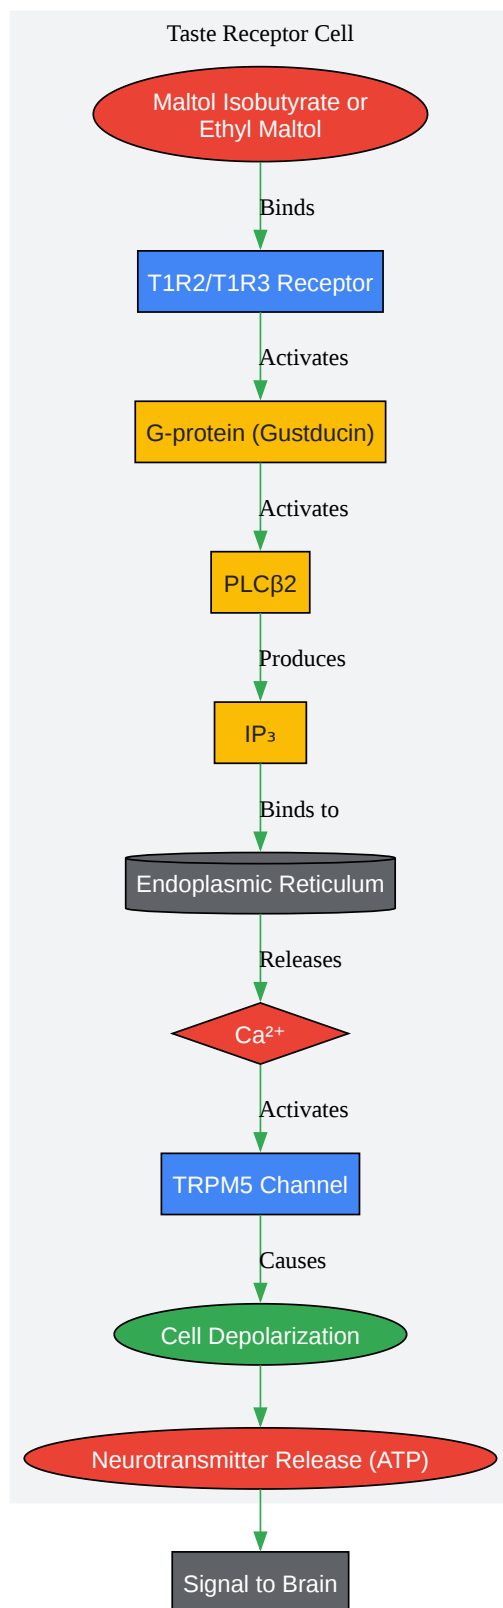 Taste Receptor Cell
Maltol Isobutyrate or
Ethyl Maltol
Binds
T1R2/T1R3 Receptor
Activates
G-protein (Gustducin)
Activates
PLCβ2
Produces
IP₃
Binds to
Endoplasmic Reticulum
Releases
Ca²⁺
Activates
TRPM5 Channel
Causes
Cell Depolarization
Neurotransmitter Release (ATP)
Signal to Brain